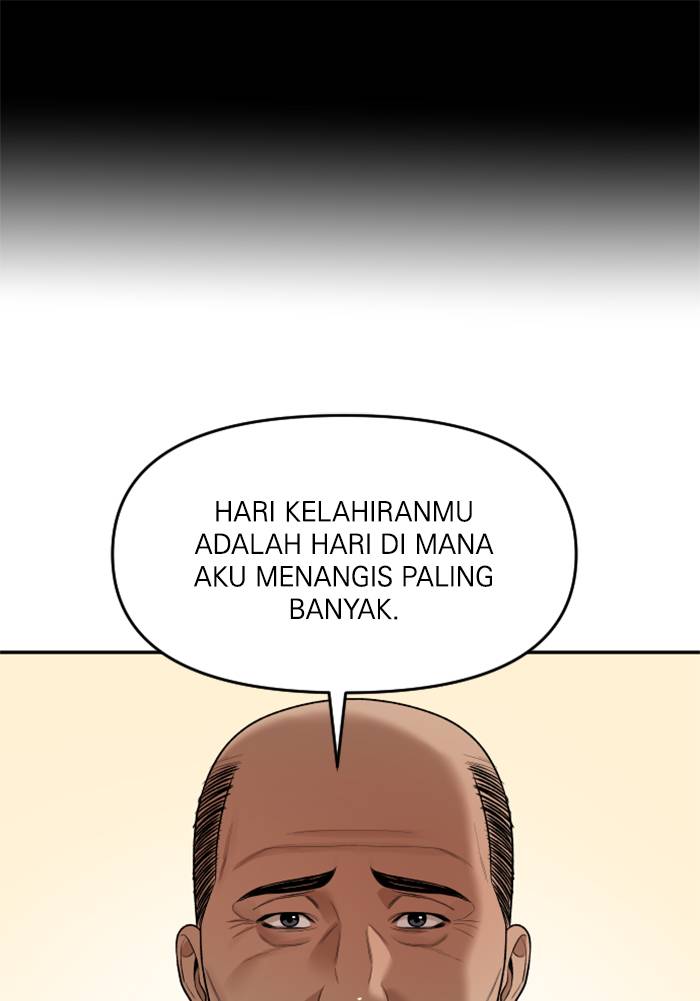 HARI KELAHIRANMU
ADALAH HARI DI MANA
AKU MENANGIS PALING
BANYAK.